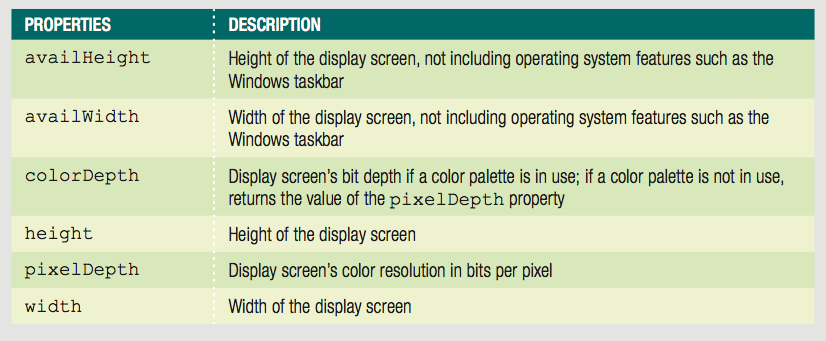 PROPERTIES DESCRIPTION
availHeight Height of the display screen, not including operating system features such as the
Windows taskbar
availWidth Width of the display screen, not including operating system features such as the
Windows taskbar
colorDepth Display screen’s bit depth if a color palette is in use; if a color palette is not in use,
returns the value of the pixelDepth property
height Height of the display screen
pixelDepth Display screen’s color resolution in bits per pixel
width Width of the display screen